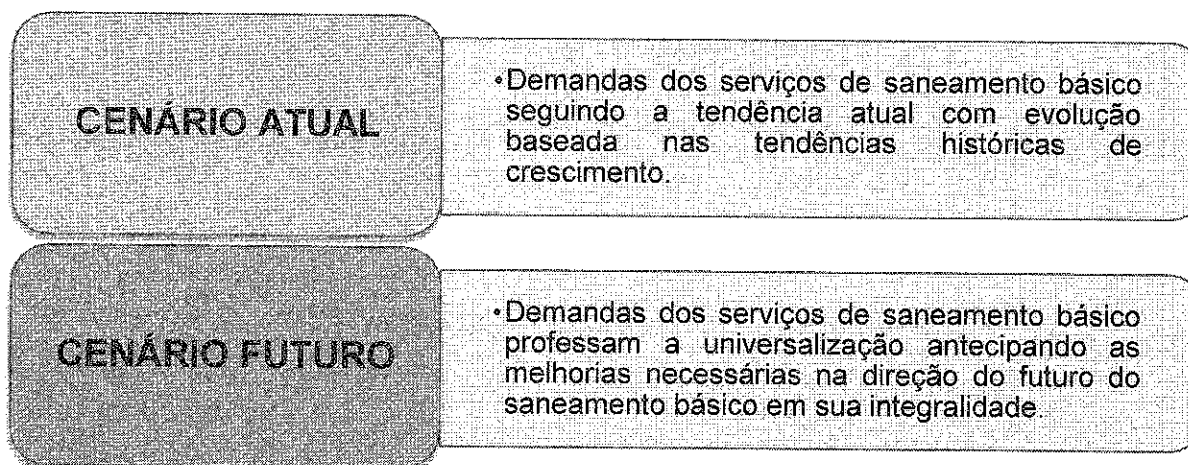 CENÁRIO ATUAL
•Demandas dos serviços de saneamento básico
seguindo a tendência atual com evolução
baseada nas tendências históricas de
crescimento.
CENÁRIO FUTURO
•Demandas dos serviços de saneamento básico
professam a universalização antecipando as
melhorias necessárias na direção do futuro do
saneamento básico em sua integralidade.